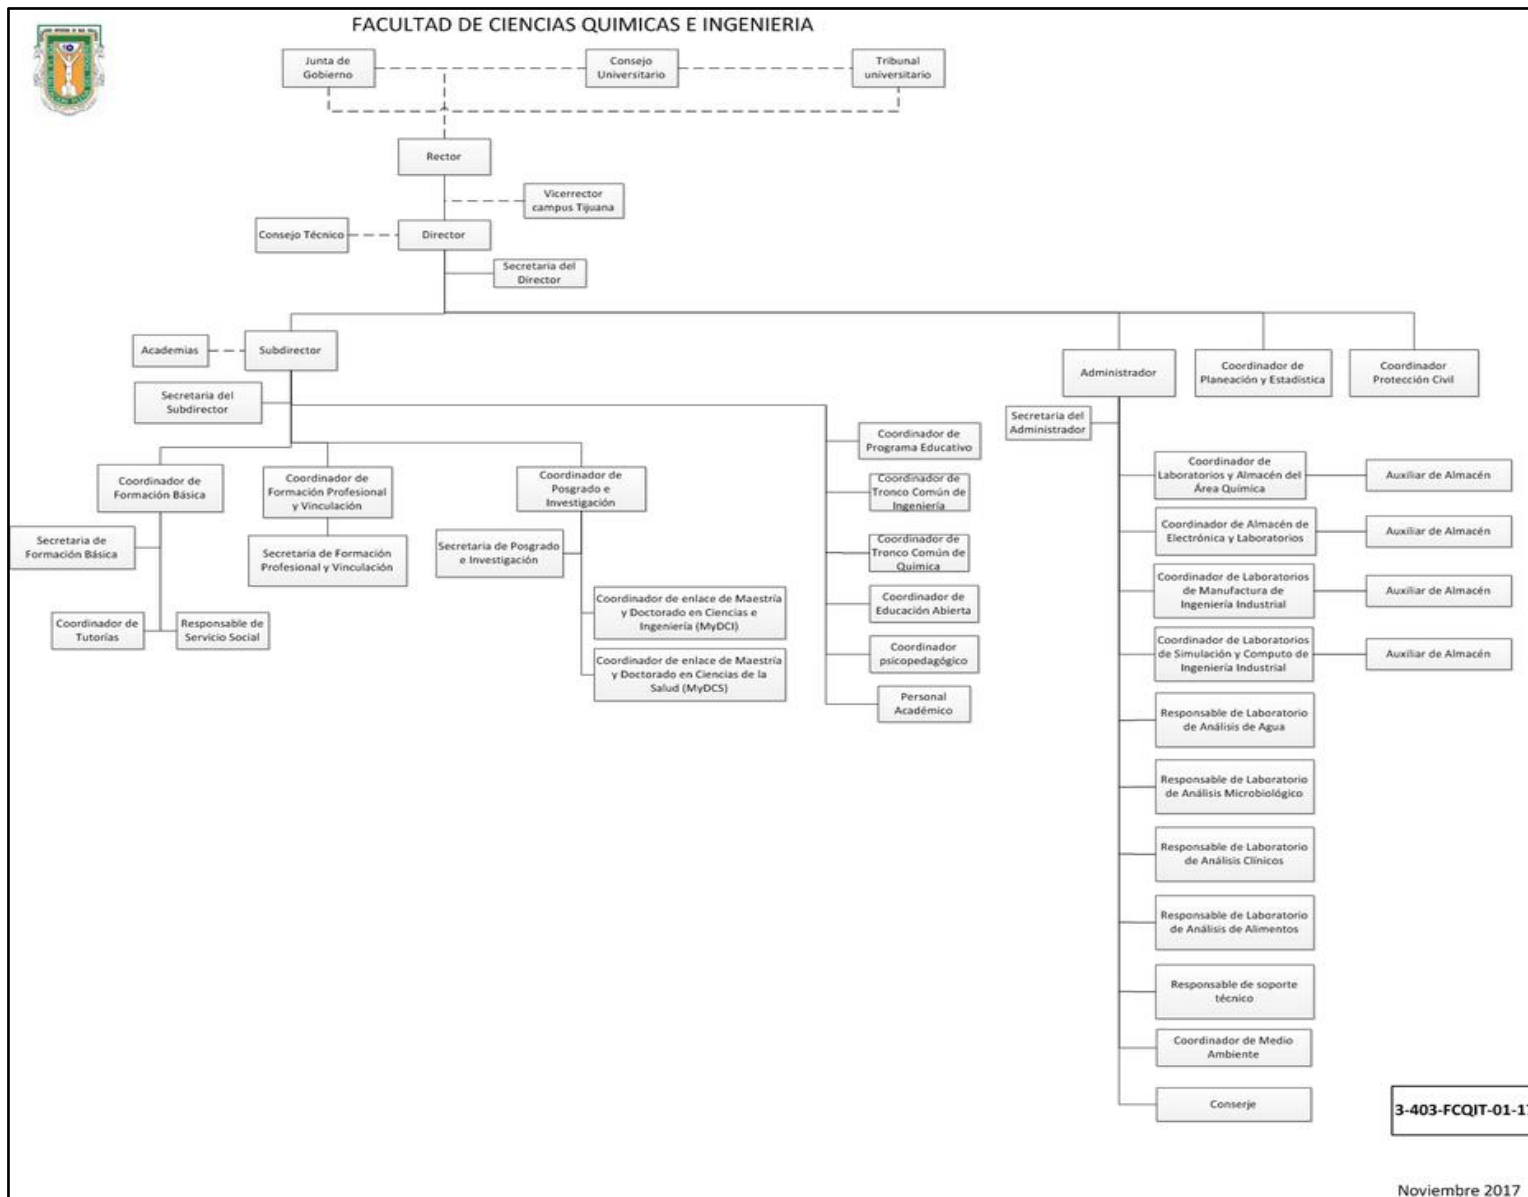 FACULTAD DE CIENCIAS QUIMICAS E INGENIERIA
Junta de
Gobierno
Consejo
Universitario
Tribunal
universitario
Rector
Vicerrector
campus Tijuana
Consejo Técnico
Director
Secretaria del
Director
Academias
Subdirector
Administrador
Coordinador de
Planeación y Estadística
Coordinador
Protección Civil
Secretaria del
Subdirector
Secretaria del
Administrador
Coordinador de
Formación Básica
Coordinador de
Formación Profesional
y Vinculación
Coordinador de
Posgrado e
Investigación
Secretaria de
Formación Básica
Secretaria de Formación
Profesional y Vinculación
Secretaria de Posgrado
e Investigación
Coordinador de
Tutorías
Responsable de
Servicio Social
Coordinador de enlace de Maestría
y Doctorado en Ciencias e
Ingeniería (MyDCI)
Coordinador de enlace de Maestría
y Doctorado en Ciencias de la
Salud (MyDCS)
Coordinador de
Programa Educativo
Coordinador de
Tronco Común de
Ingeniería
Coordinador de
Tronco Común de
Quimica
Coordinador de
Educación Abierta
Coordinador
psicopedagógico
Personal
Académico
Coordinador de
Laboratorios y Almacén del
Área Química
Auxiliar de Almacén
Coordinador de Almacén de
Electrónica y Laboratorios
Auxiliar de Almacén
Coordinador de Laboratorios
de Manufactura de
Ingeniería Industrial
Auxiliar de Almacén
Coordinador de Laboratorios
de Simulación y Computo de
Ingeniería Industrial
Auxiliar de Almacén
Responsable de Laboratorio
de Análisis de Agua
Responsable de Laboratorio
de Análisis Microbiológico
Responsable de Laboratorio
de Análisis Clínicos
Responsable de Laboratorio
de Análisis de Alimentos
Responsable de soporte
técnico
Coordinador de Medio
Ambiente
Conserje
3-403-FCQIT-01-17
Noviembre 2017